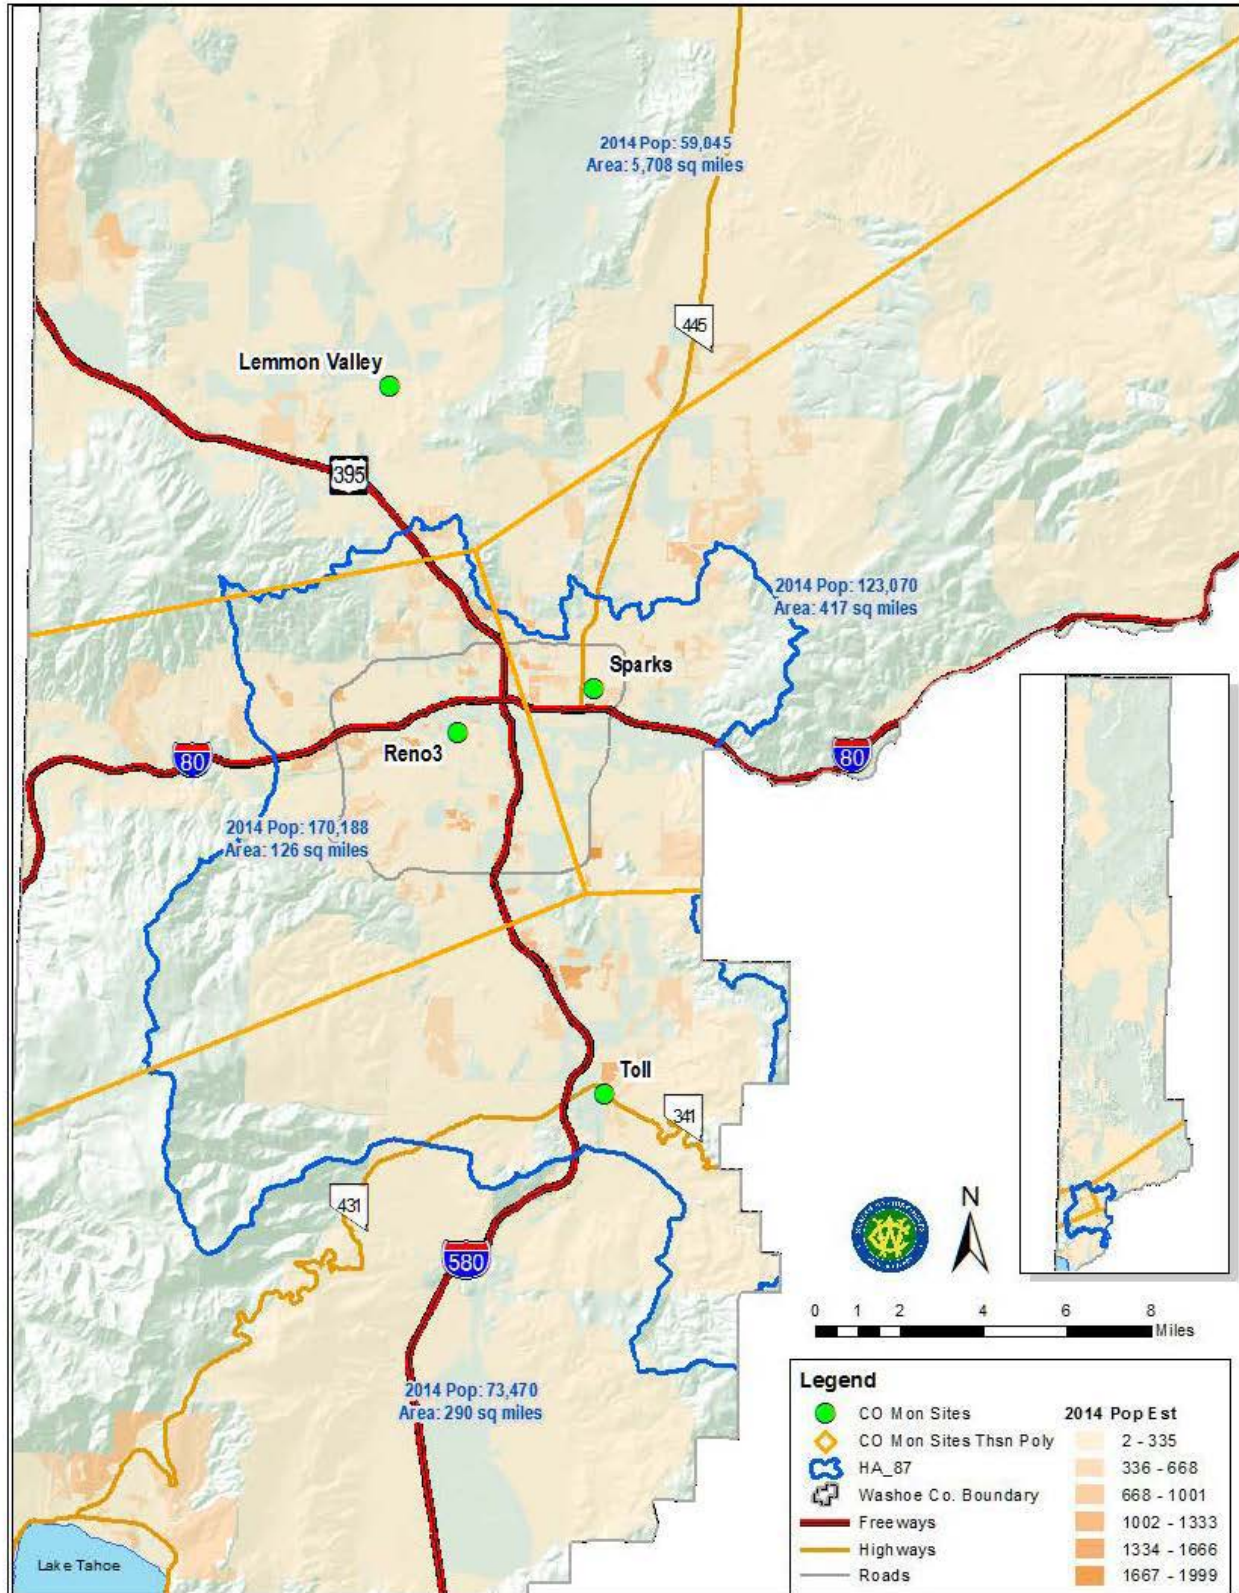 2014 Pop: 59,045
Area: 5,708 sq miles
445
Lemmon Valley
395
2014 Pop: 123,070
Area: 417 sq miles
Sparks
Reno3
80
80
2014 Pop: 170,188
Area: 126 sq miles
Toll
341
431
580
N
0 1 2 4 6 8
Miles
2014 Pop: 73,470
Area: 290 sq miles
Legend
CO Mon Sites
CO Mon Sites Thsn Poly
HA_87
Washoe Co. Boundary
Freeways
Highways
Roads
2014 Pop Est
2 - 335
336 - 668
668 - 1001
1002 - 1333
1334 - 1666
1667 - 1999
Lake Tahoe